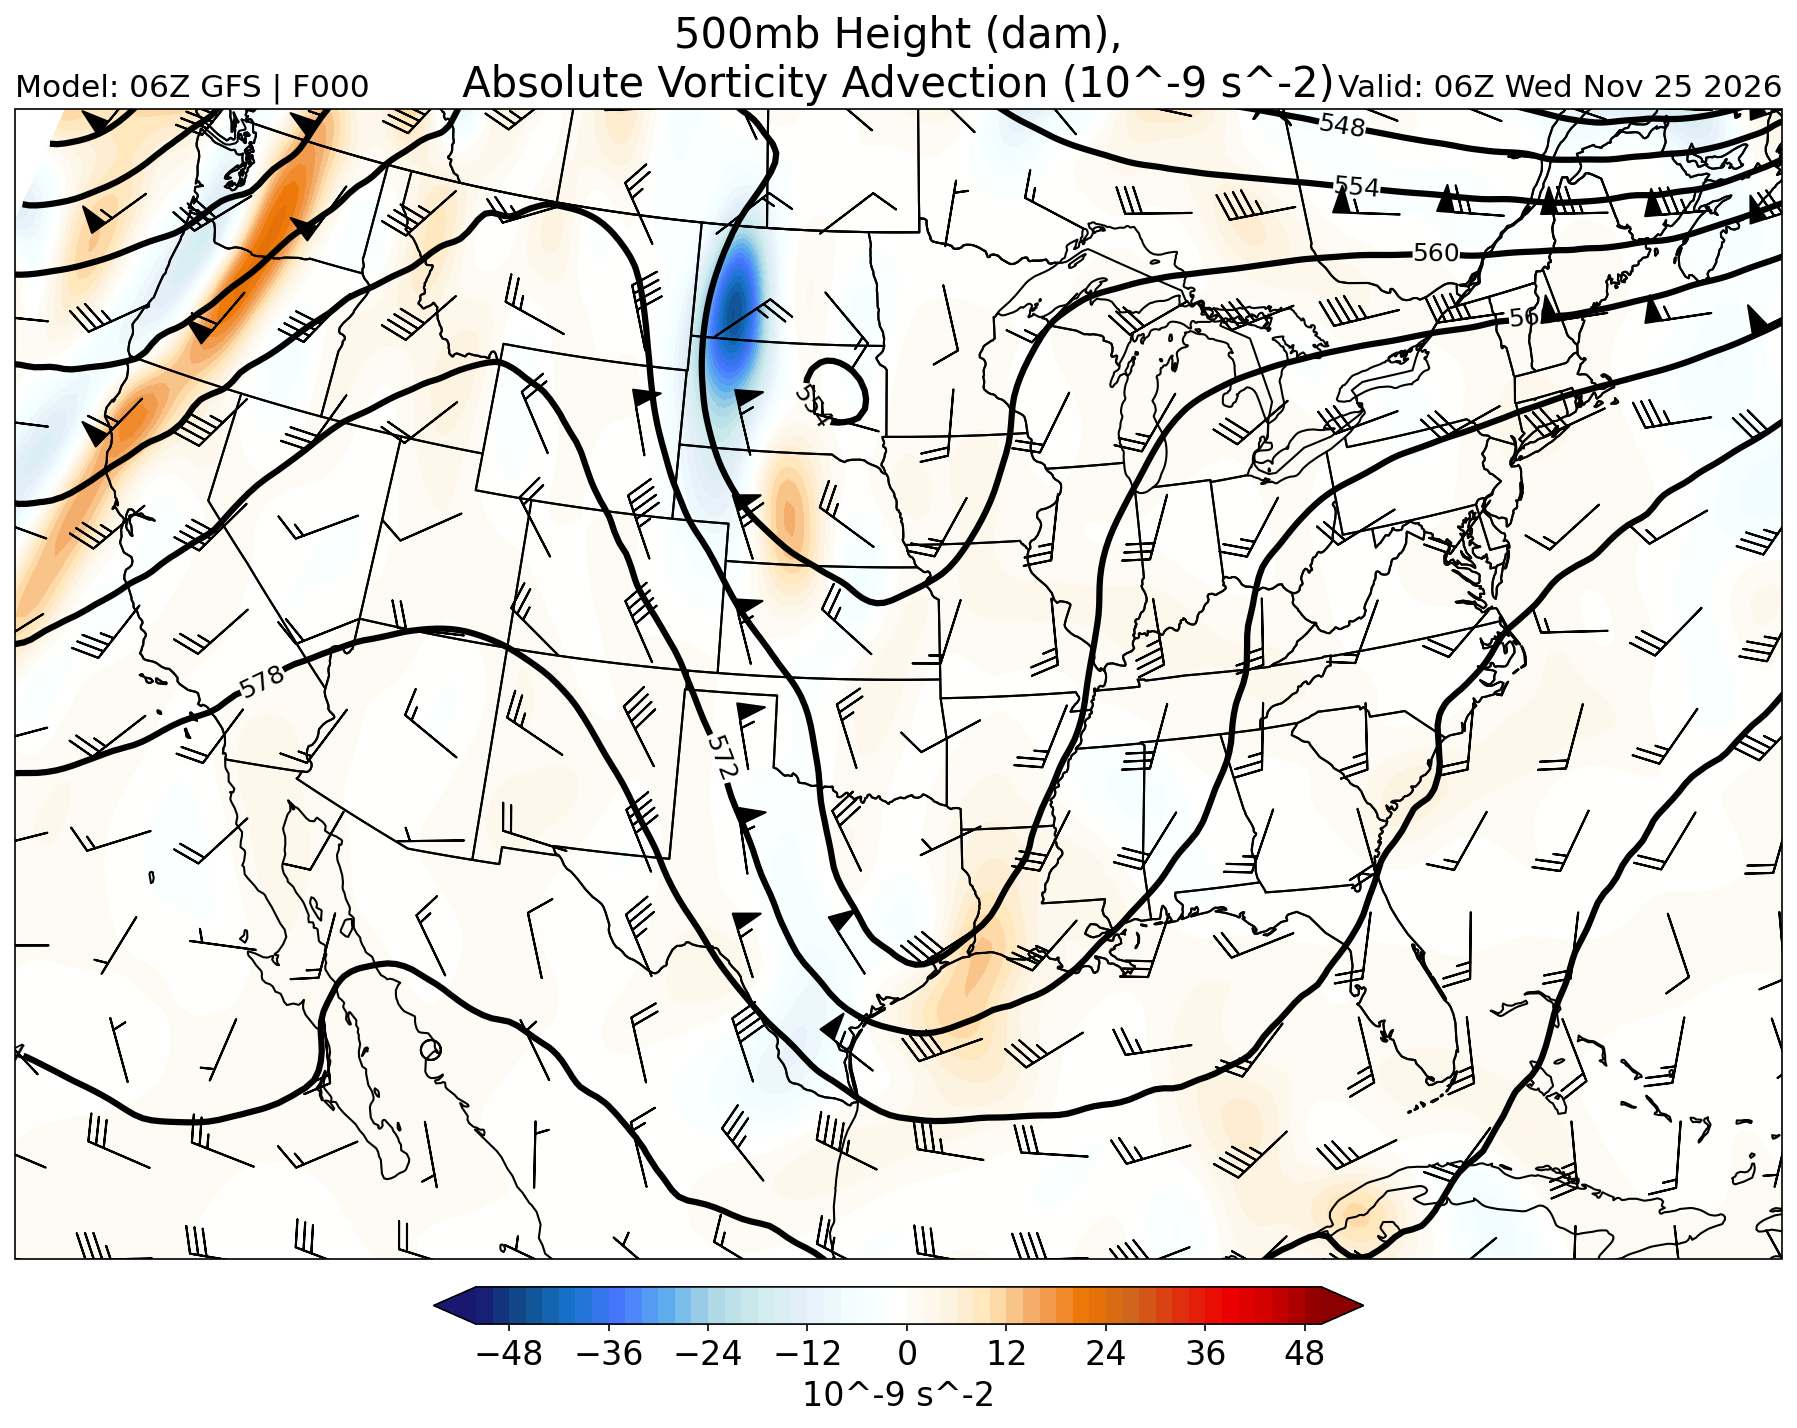 500mb Height (dam),
Model: 06Z GFS | F000
Absolute Vorticity Advection (10^-9 s^-2)
Valid: 06Z Wed Nov 25 2026
548
554
560
56
578
572
−48 −36 −24 −12 0 12 24 36 48
10^-9 s^-2